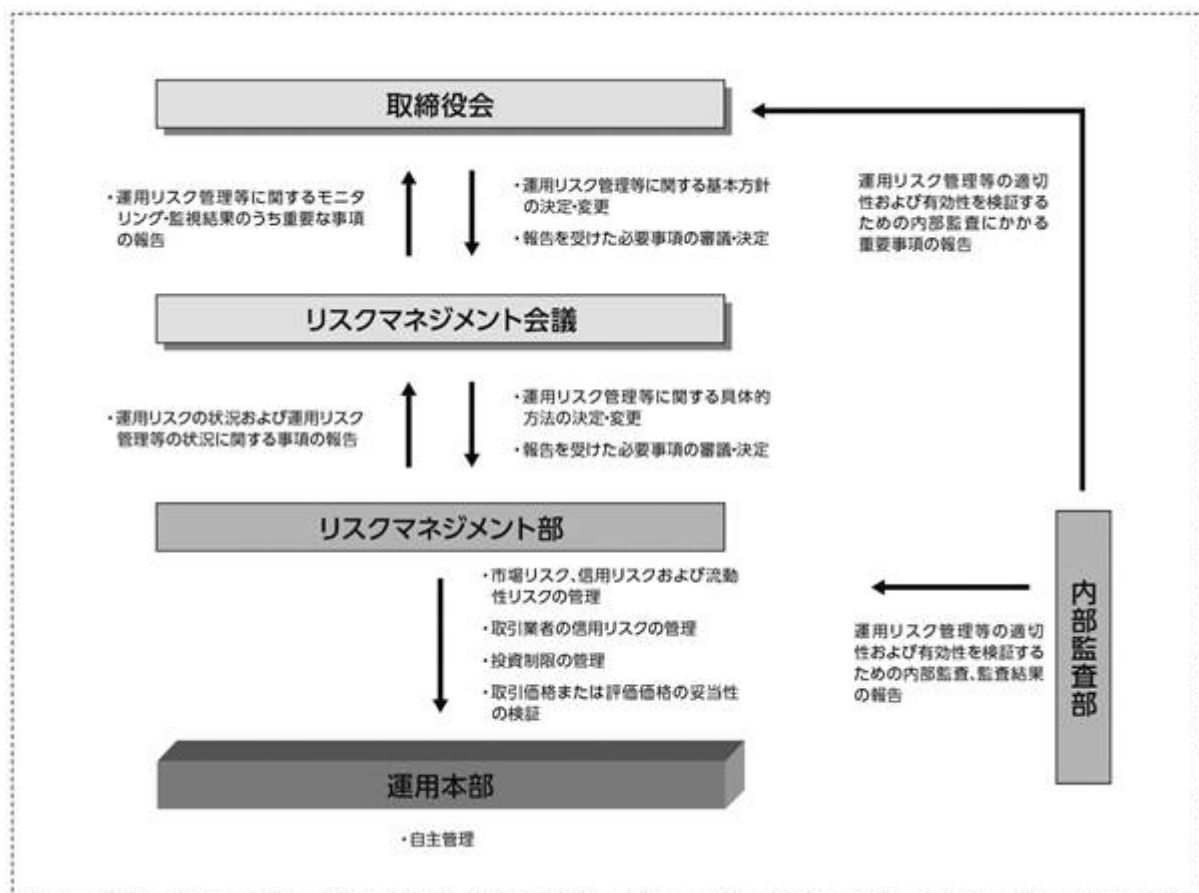 取締役会
・運用リスク管理等に関するモニタ
リング・監視結果のうち重要な事項
の報告
・運用リスク管理等に関する基本方針
の決定・変更
・報告を受けた必要事項の審議・決定
運用リスク管理等の適切
性および有効性を検証する
ための内部監査にかかる
重要事項の報告
リスクマネジメント会議
・運用リスクの状況および運用リスク
管理等の状況に関する事項の報告
・運用リスク管理等に関する具体的
方法の決定・変更
・報告を受けた必要事項の審議・決定
リスクマネジメント部
・市場リスク、信用リスクおよび流動
性リスクの管理
・取引業者の信用リスクの管理
・投資制限の管理
・取引価格または評価価格の妥当性
の検証
運用リスク管理等の適切
性および有効性を検証する
ための内部監査、監査結果
の報告
内部監査部
運用本部
・自主管理